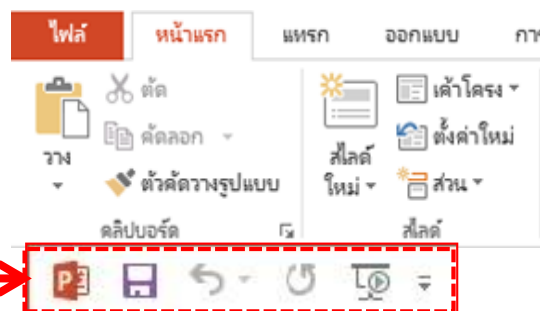 ไฟล์ หน้าแรก แทรก ออกแบบ
ตัด เค้าโครง
คัดลอก ตั้งค่าใหม่
วาง สไลด์
ตัวคัดวางรูปแบบ ใหม่ ส่วน
คลิปบอร์ด สไลด์